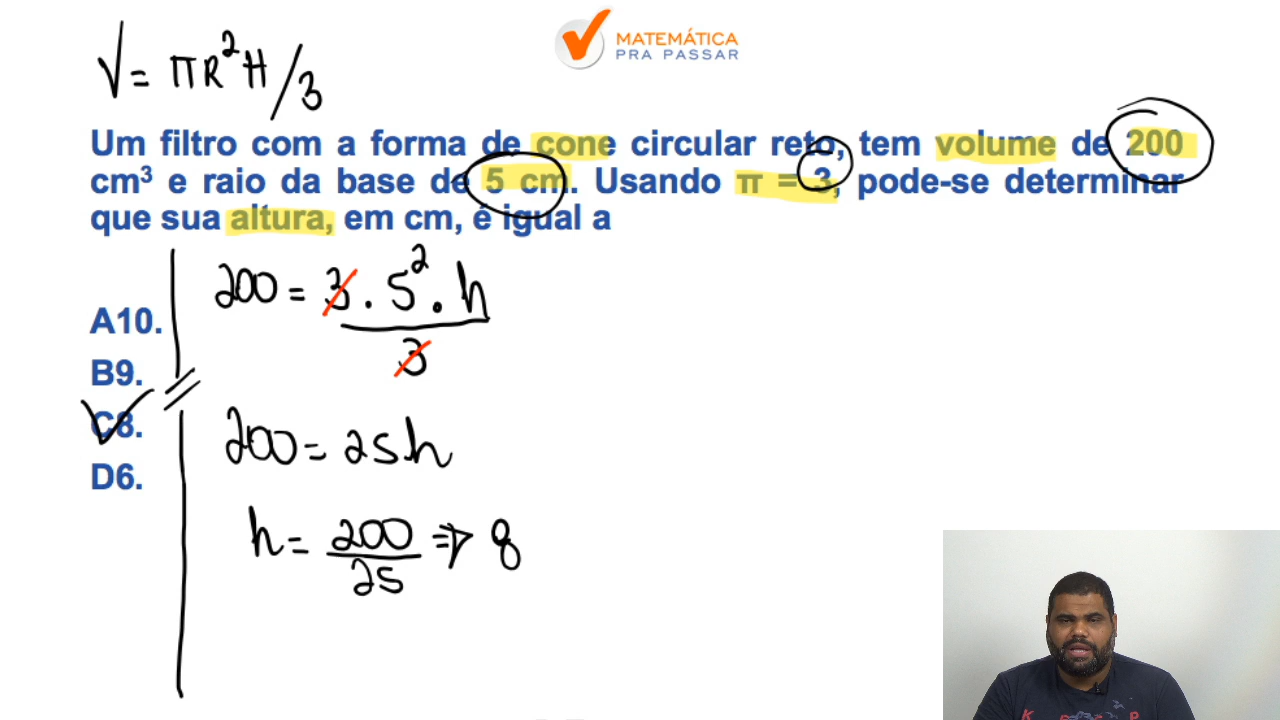 V = πR²H/3
MATEMÁTICA
PRA PASSAR
Um filtro com a forma de cone circular reto, tem volume de 200
cm³ e raio da base de 5 cm. Usando π = 3, pode-se determinar
que sua altura, em cm, é igual a
200 = 3 . 5² . h
3
A10.
B9.
C8.
200 = 25h
D6.
h = 200 ⇒ 8
25